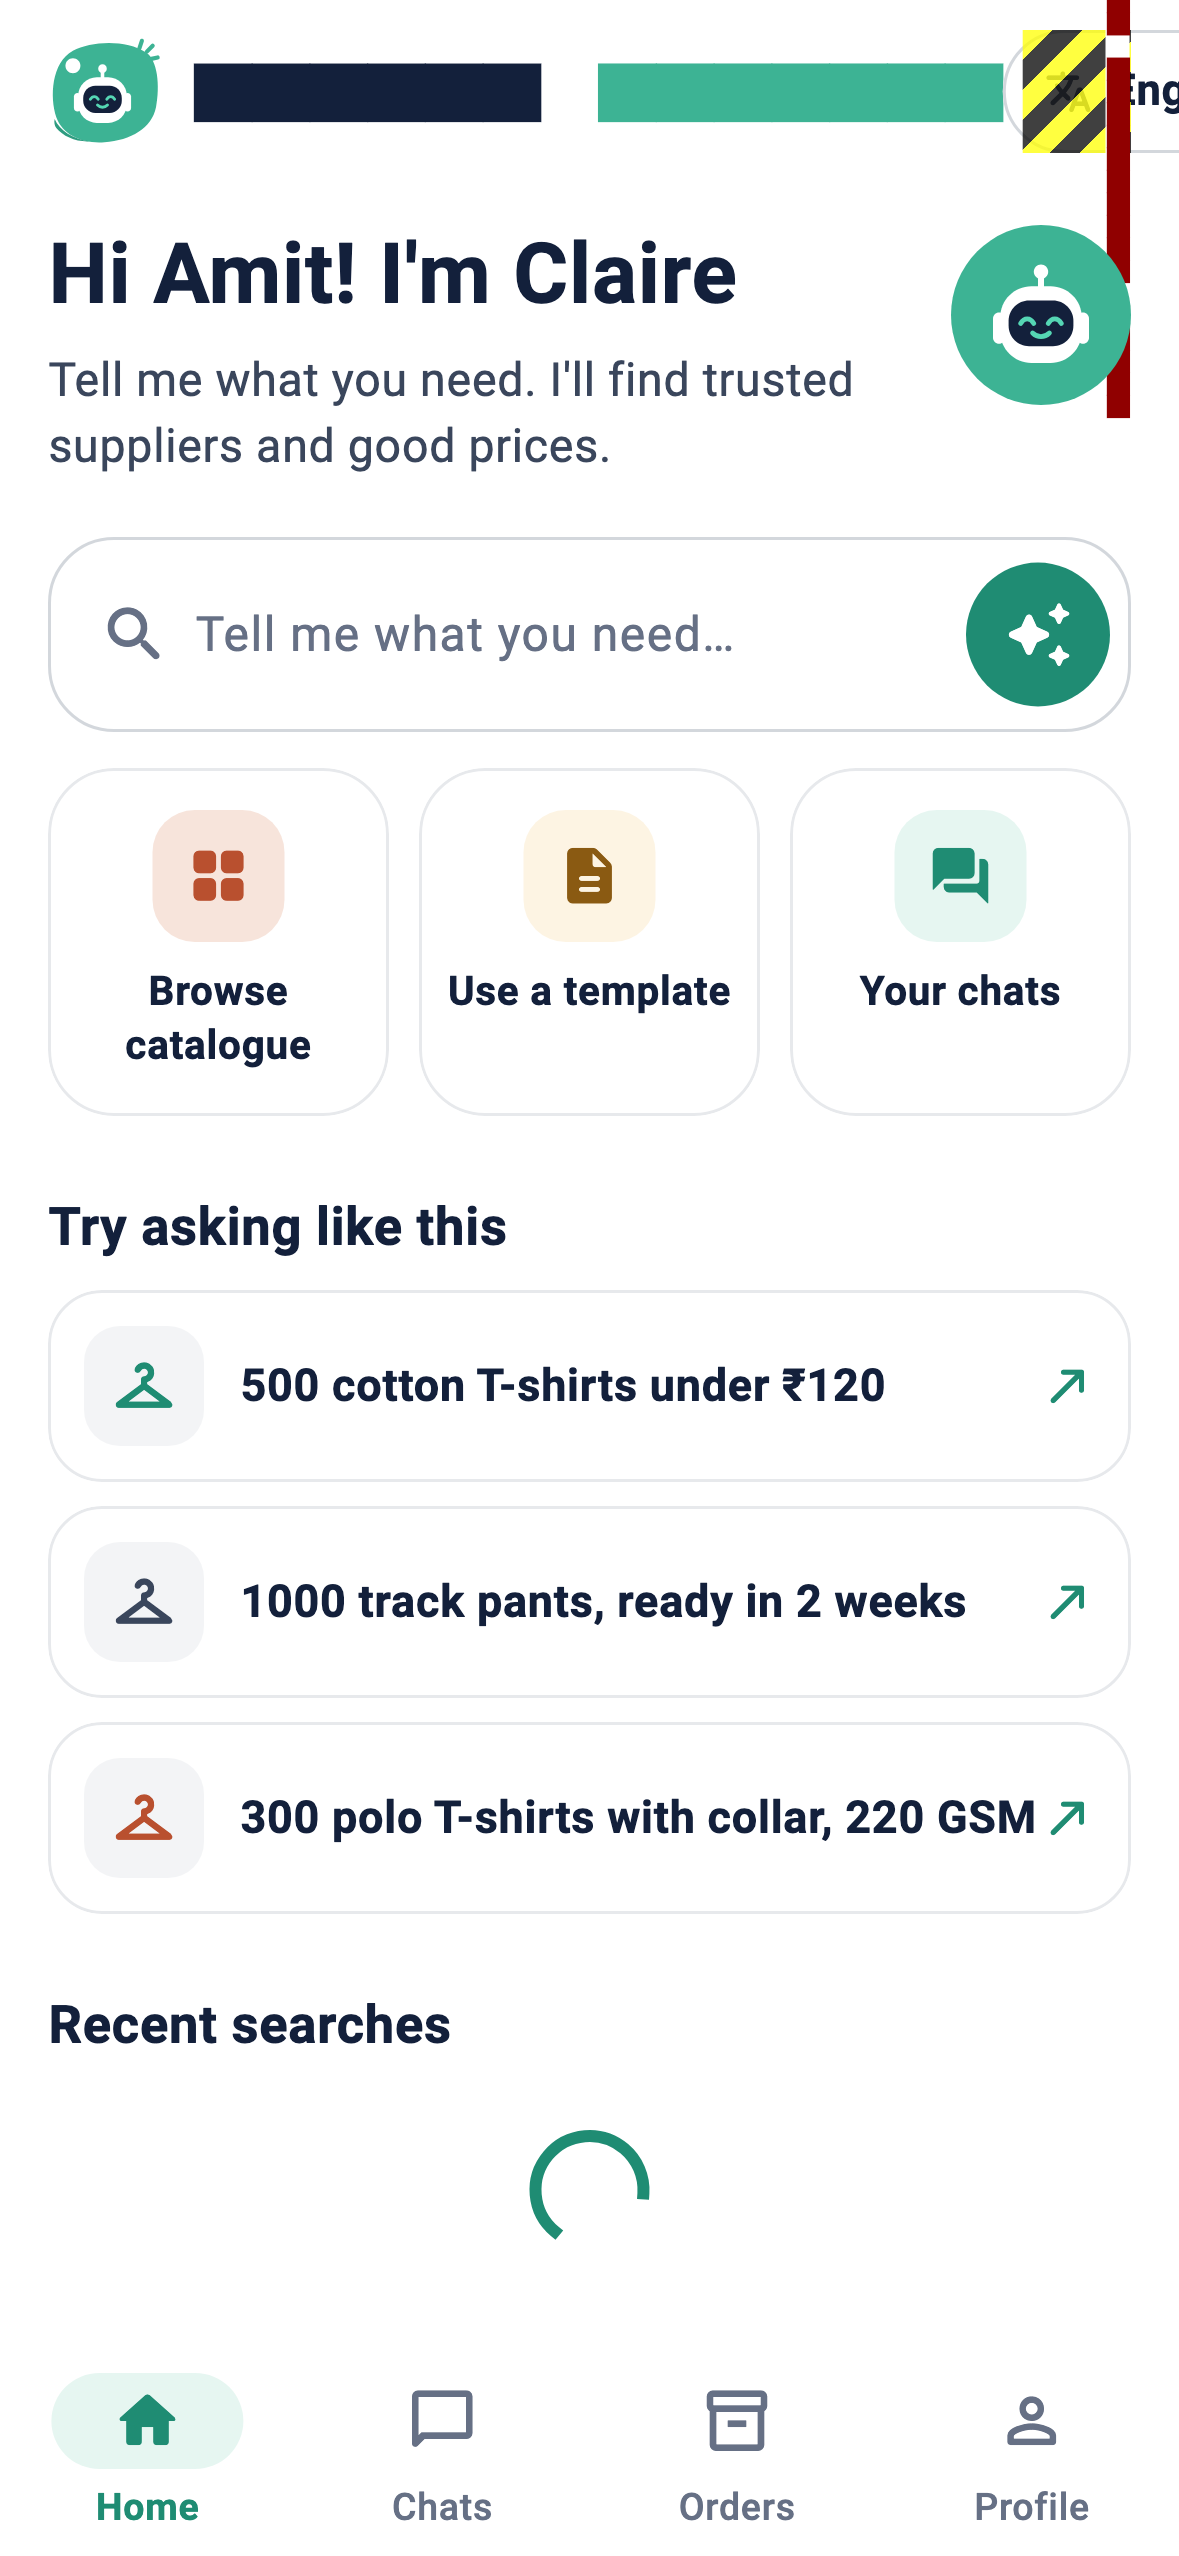 Eng
Hi Amit! I'm Claire
Tell me what you need. I'll find trusted
suppliers and good prices.
Tell me what you need…
Browse
catalogue
Use a template
Your chats
Try asking like this
500 cotton T-shirts under ₹120
1000 track pants, ready in 2 weeks
300 polo T-shirts with collar, 220 GSM
Recent searches
Home
Chats
Orders
Profile